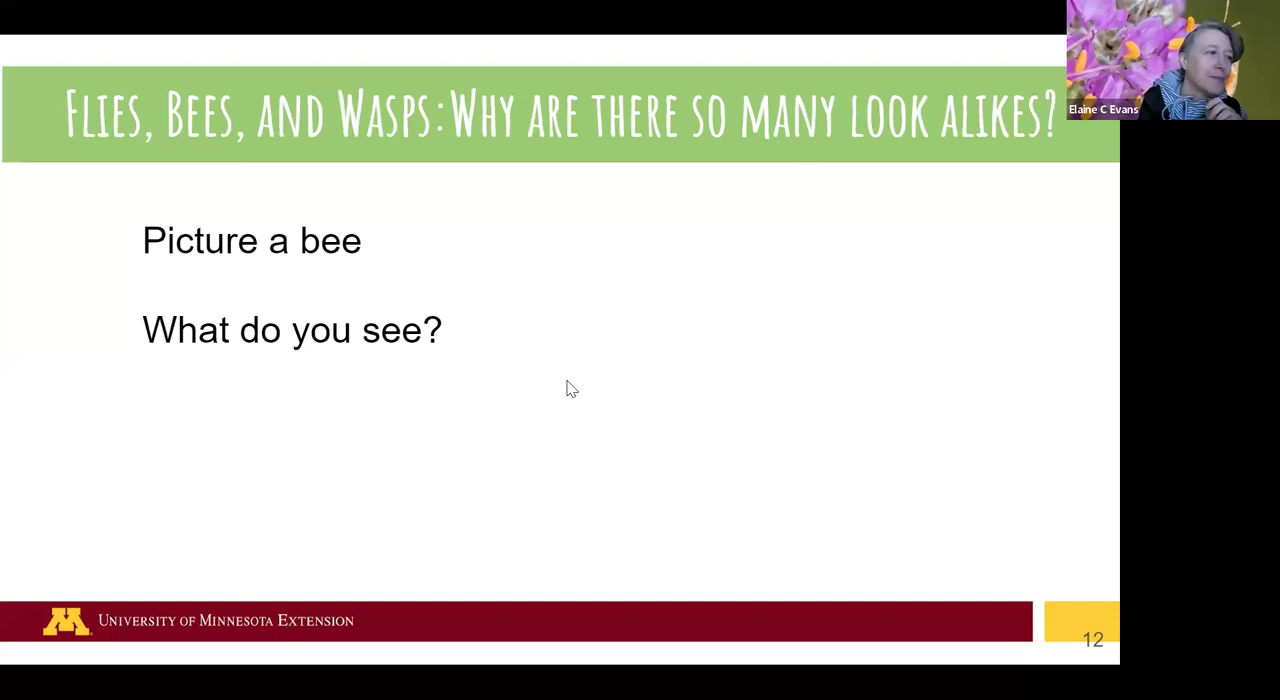 Flies, Bees, and Wasps: Why are there so many look alikes?
Elaine C Evans
Picture a bee
What do you see?
M
University of Minnesota Extension
12